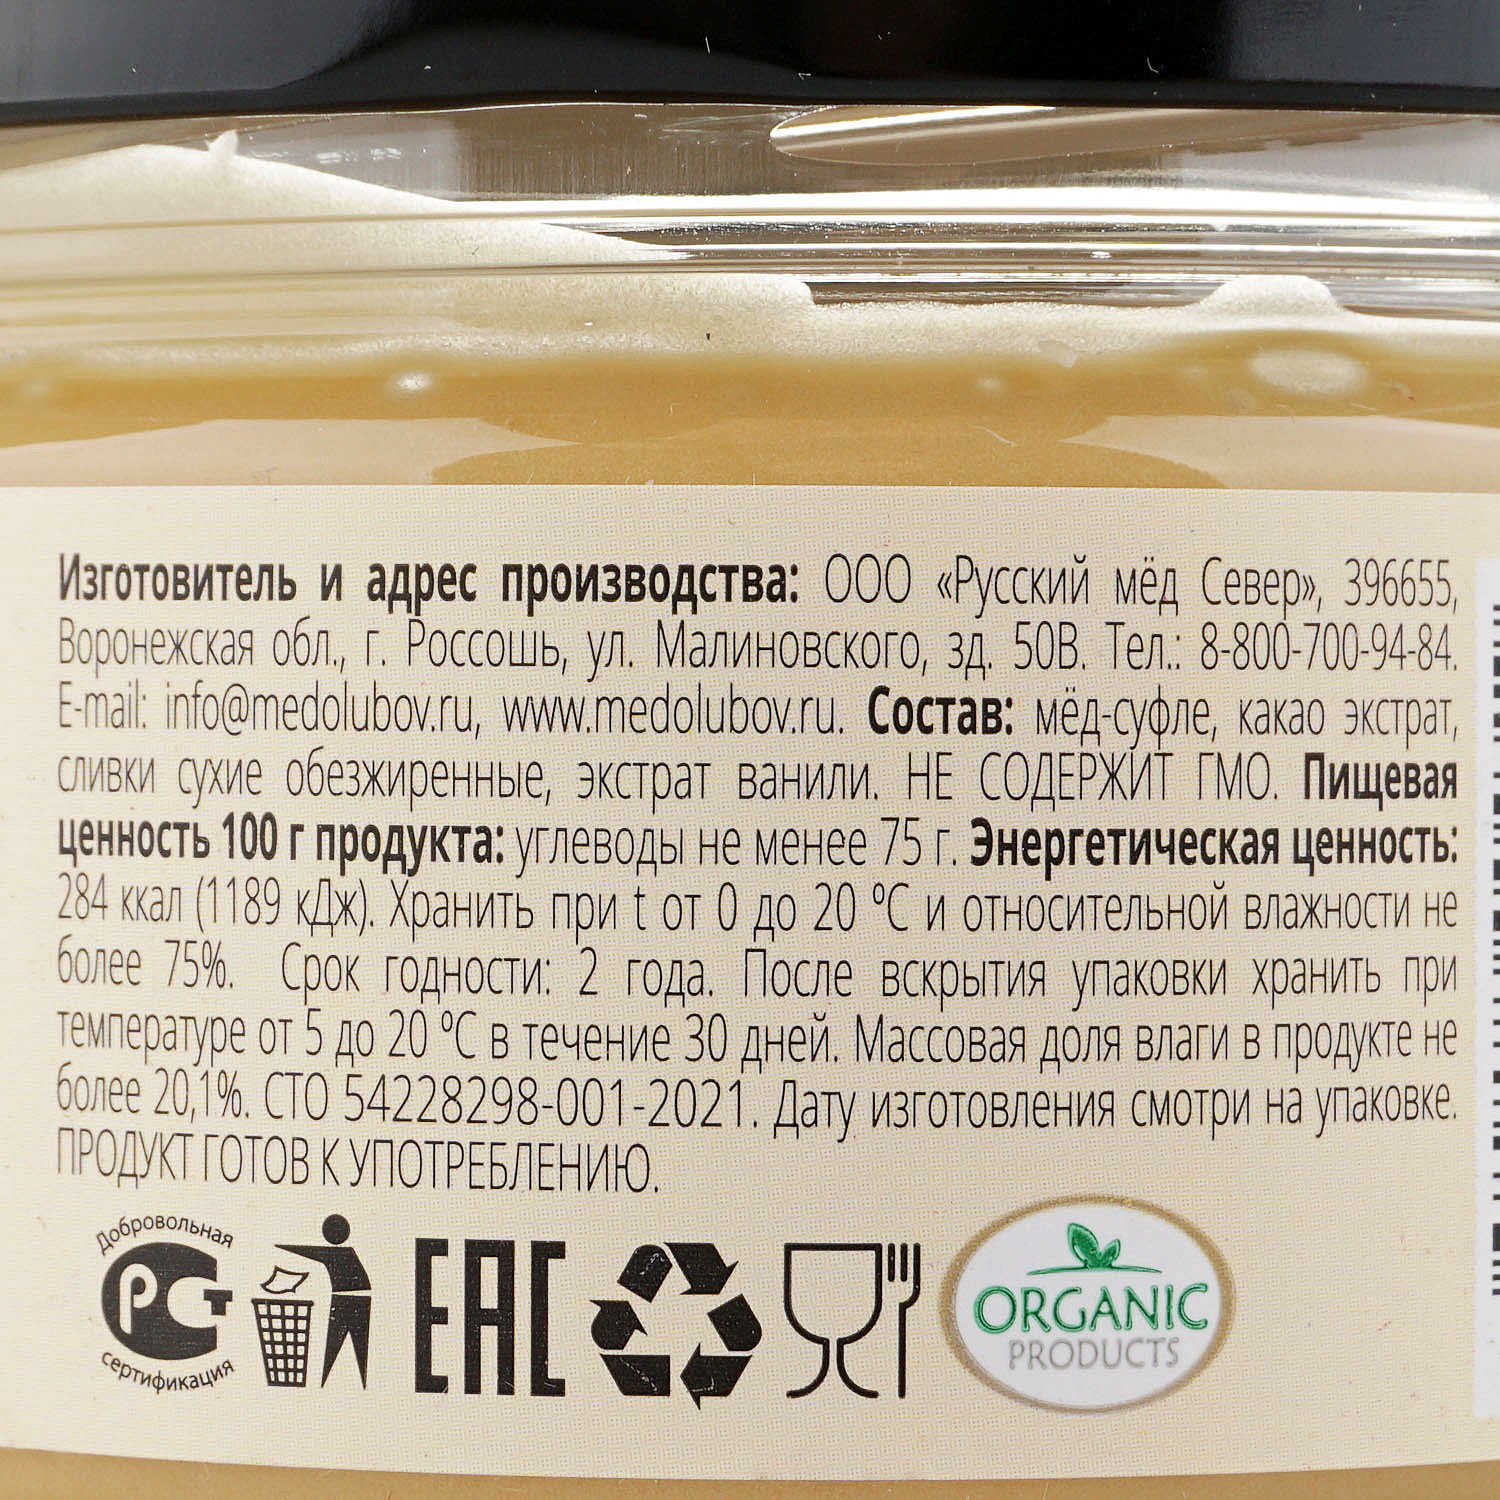 Изготовитель и адрес производства: ООО «Русский мёд Север», 396655,
Воронежская обл., г. Россошь, ул. Малиновского, зд. 50В. Тел.: 8-800-700-94-84.
E-mail: info@medolubov.ru, www.medolubov.ru. Состав: мёд-суфле, какао экстрат,
сливки сухие обезжиренные, экстрат ванили. НЕ СОДЕРЖИТ ГМО. Пищевая
ценность 100 г продукта: углеводы не менее 75 г. Энергетическая ценность:
284 ккал (1189 кДж). Хранить при t от 0 до 20 °С и относительной влажности не
более 75%. Срок годности: 2 года. После вскрытия упаковки хранить при
температуре от 5 до 20 °С в течение 30 дней. Массовая доля влаги в продукте не
более 20,1%. СТО 54228298-001-2021. Дату изготовления смотри на упаковке.
ПРОДУКТ ГОТОВ К УПОТРЕБЛЕНИЮ.
Добровольная
РСТ
сертификация
EAC
ORGANIC
PRODUCTS